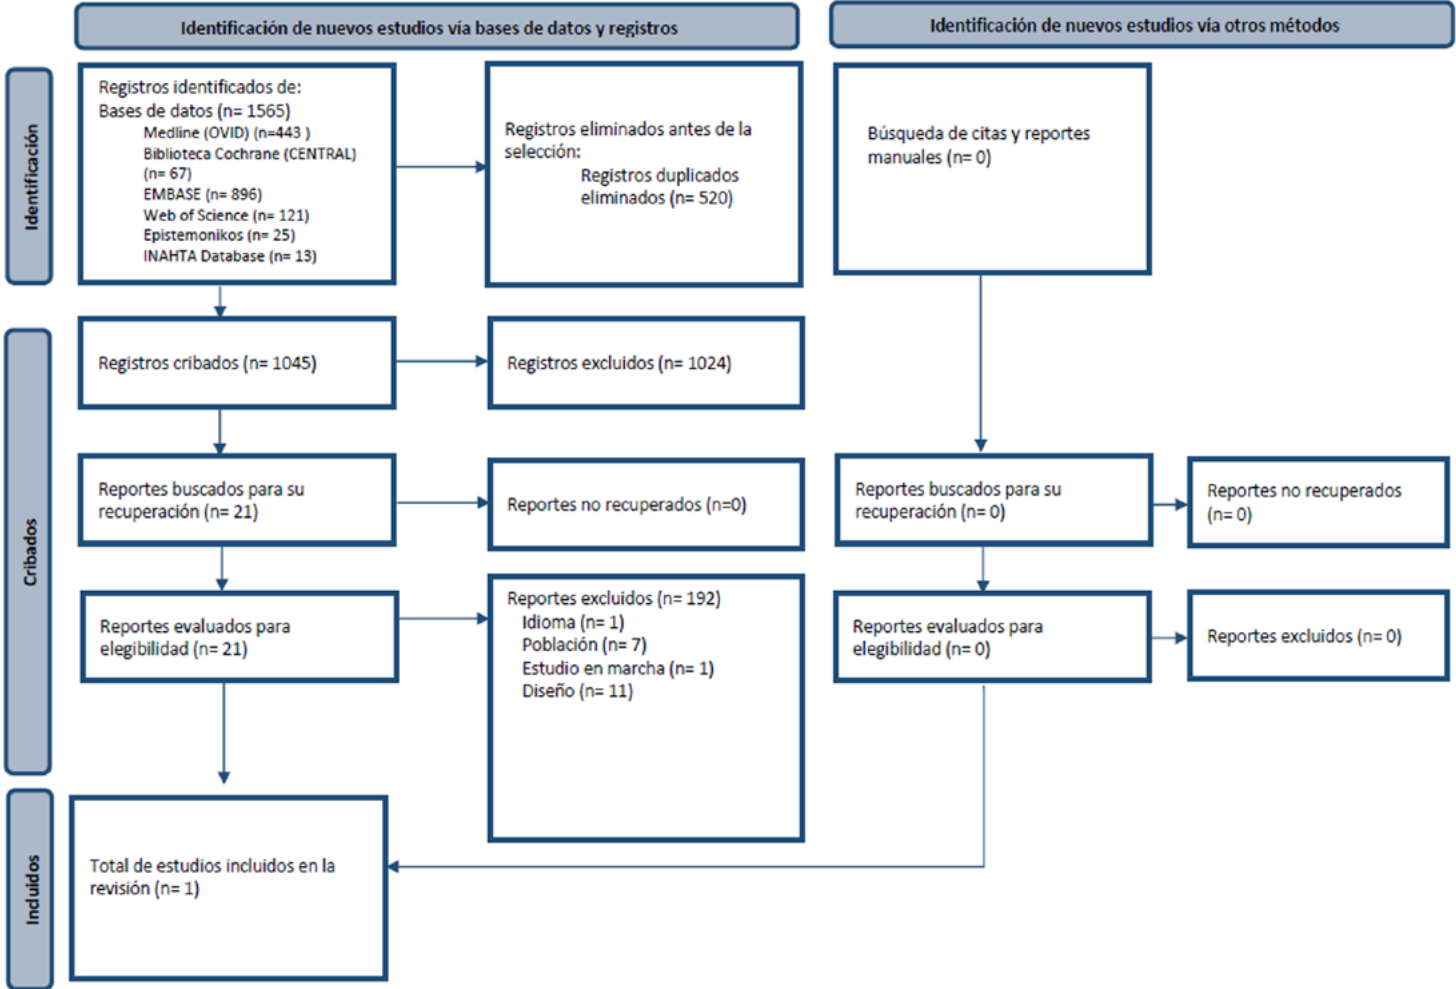 Identificación de nuevos estudios vía bases de datos y registros
Identificación de nuevos estudios vía otros métodos
Identificación
Registros identificados de:
Bases de datos (n= 1565)
Medline (OVID) (n=443 )
Biblioteca Cochrane (CENTRAL)
(n= 67)
EMBASE (n= 896)
Web of Science (n= 121)
Epistemonikos (n= 25)
INAHTA Database (n= 13)
Registros eliminados antes de la
selección:
Registros duplicados
eliminados (n= 520)
Búsqueda de citas y reportes
manuales (n= 0)
Cribados
Registros cribados (n= 1045)
Registros excluidos (n= 1024)
Reportes buscados para su
recuperación (n= 21)
Reportes no recuperados (n=0)
Reportes buscados para su
recuperación (n= 0)
Reportes no recuperados
(n= 0)
Reportes evaluados para
elegibilidad (n= 21)
Reportes excluidos (n= 192)
Idioma (n= 1)
Población (n= 7)
Estudio en marcha (n= 1)
Diseño (n= 11)
Reportes evaluados para
elegibilidad (n= 0)
Reportes excluidos (n= 0)
Incluidos
Total de estudios incluidos en la
revisión (n= 1)